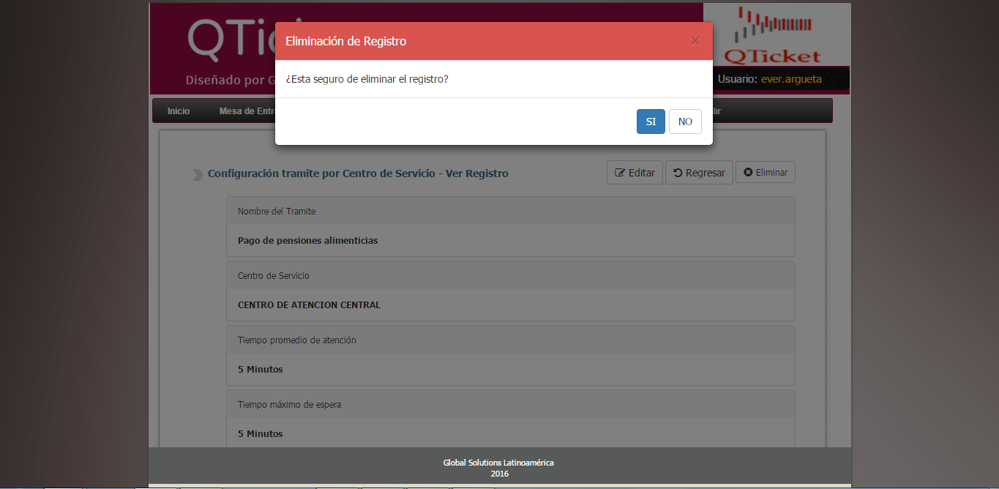 QTic
Diseñado por G
QTicket
Usuario: ever.argueta
Eliminación de Registro
×
¿Esta seguro de eliminar el registro?
SI
NO
Inicio
Mesa de Entr
lir
Configuración tramite por Centro de Servicio - Ver Registro
Editar
Regresar
Eliminar
Nombre del Tramite
Pago de pensiones alimenticias
Centro de Servicio
CENTRO DE ATENCION CENTRAL
Tiempo promedio de atención
5 Minutos
Tiempo máximo de espera
5 Minutos
Global Solutions Latinoamérica
2016